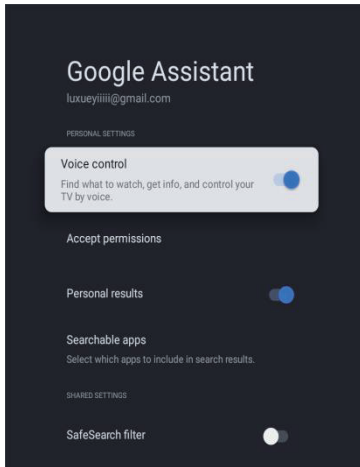 Google Assistant
luxueyiiiii@gmail.com
PERSONAL SETTINGS
Voice control
Find what to watch, get info, and control your
TV by voice.
Accept permissions
Personal results
Searchable apps
Select which apps to include in search results.
SHARED SETTINGS
SafeSearch filter